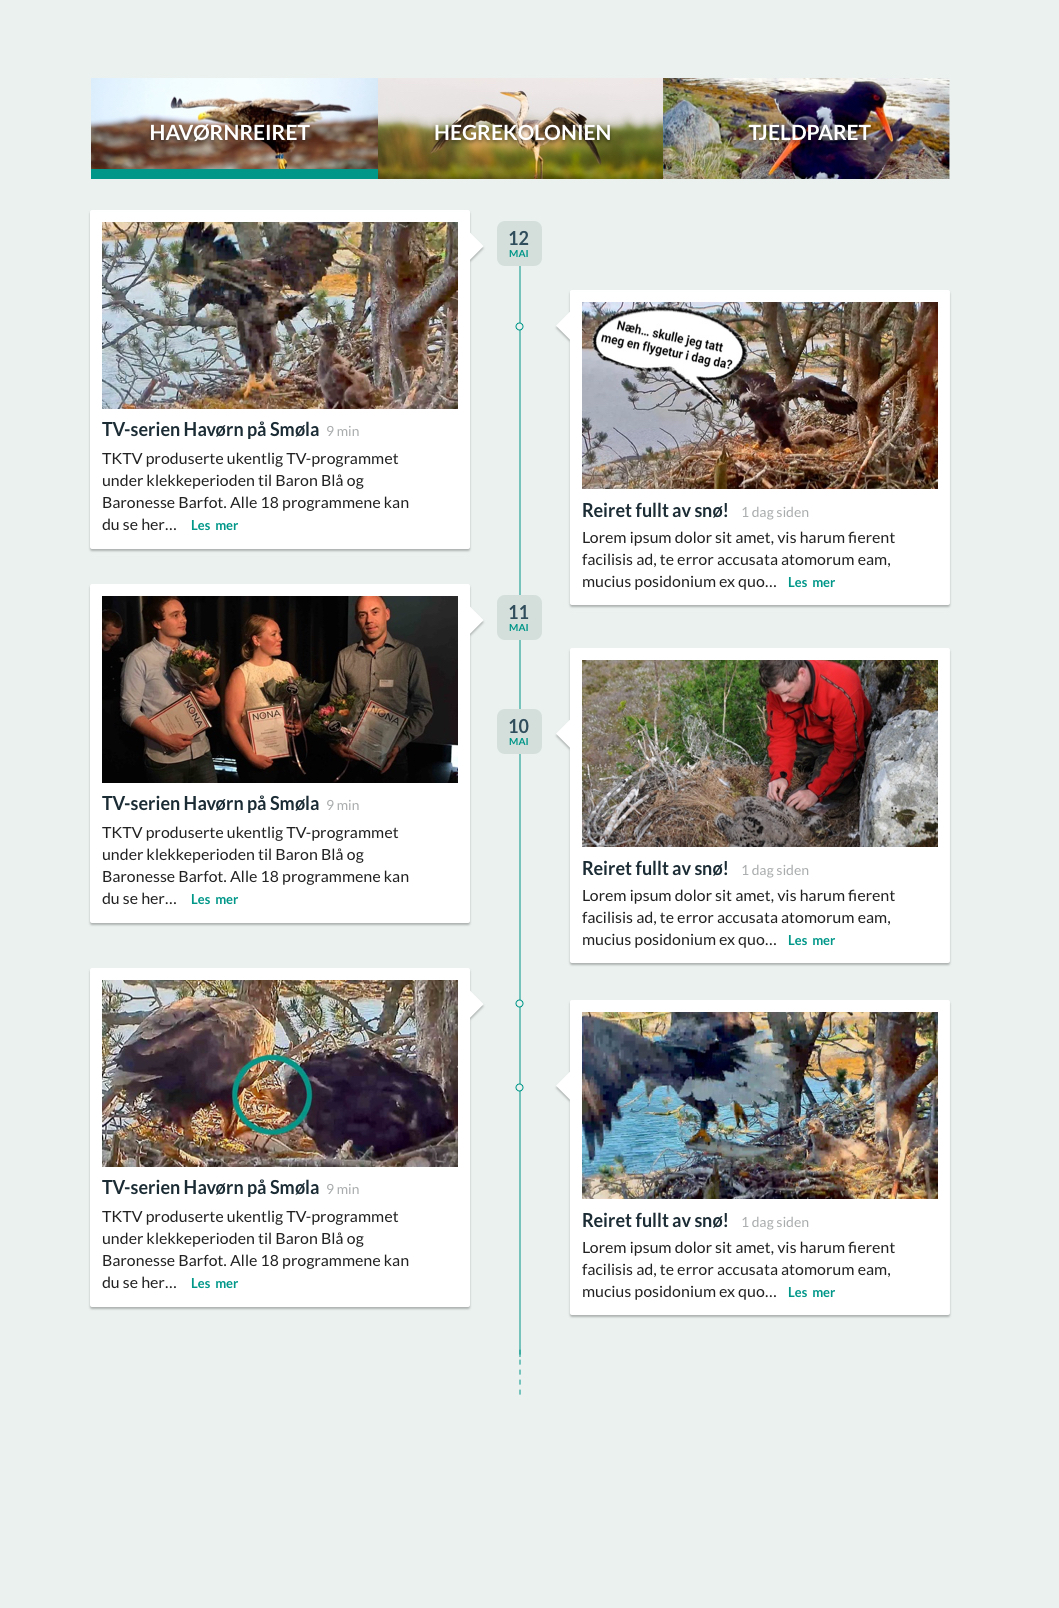 HAVØRNREIRET
HEGREKOLONIEN
TJELDPARET
12
MAI
TV-serien Havørn på Smøla 9 min
TKTV produserte ukentlig TV-programmet
under klekkeperioden til Baron Blå og
Baronesse Barfot. Alle 18 programmene kan
du se her... Les mer
Næh... skulle jeg tatt
meg en flygetur i dag da?
Reiret fullt av snø! 1 dag siden
Lorem ipsum dolor sit amet, vis harum fierent
facilisis ad, te error accusata atomorum eam,
mucius posidonium ex quo... Les mer
11
MAI
NONA
NONA
NONA
TV-serien Havørn på Smøla 9 min
TKTV produserte ukentlig TV-programmet
under klekkeperioden til Baron Blå og
Baronesse Barfot. Alle 18 programmene kan
du se her... Les mer
10
MAI
Reiret fullt av snø! 1 dag siden
Lorem ipsum dolor sit amet, vis harum fierent
facilisis ad, te error accusata atomorum eam,
mucius posidonium ex quo... Les mer
TV-serien Havørn på Smøla 9 min
TKTV produserte ukentlig TV-programmet
under klekkeperioden til Baron Blå og
Baronesse Barfot. Alle 18 programmene kan
du se her... Les mer
Reiret fullt av snø! 1 dag siden
Lorem ipsum dolor sit amet, vis harum fierent
facilisis ad, te error accusata atomorum eam,
mucius posidonium ex quo... Les mer